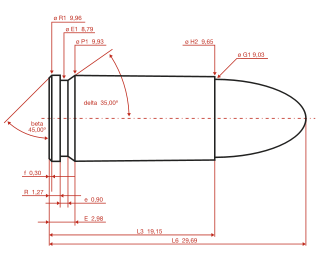 ø R1 9,96
ø E1 8,79
ø P1 9,93
ø H2 9,65
ø G1 9,03
delta 35.00°
beta
45.00°
f 0,30
R 1,27
e 0,90
E 2,98
L3 19,15
L6 29,69